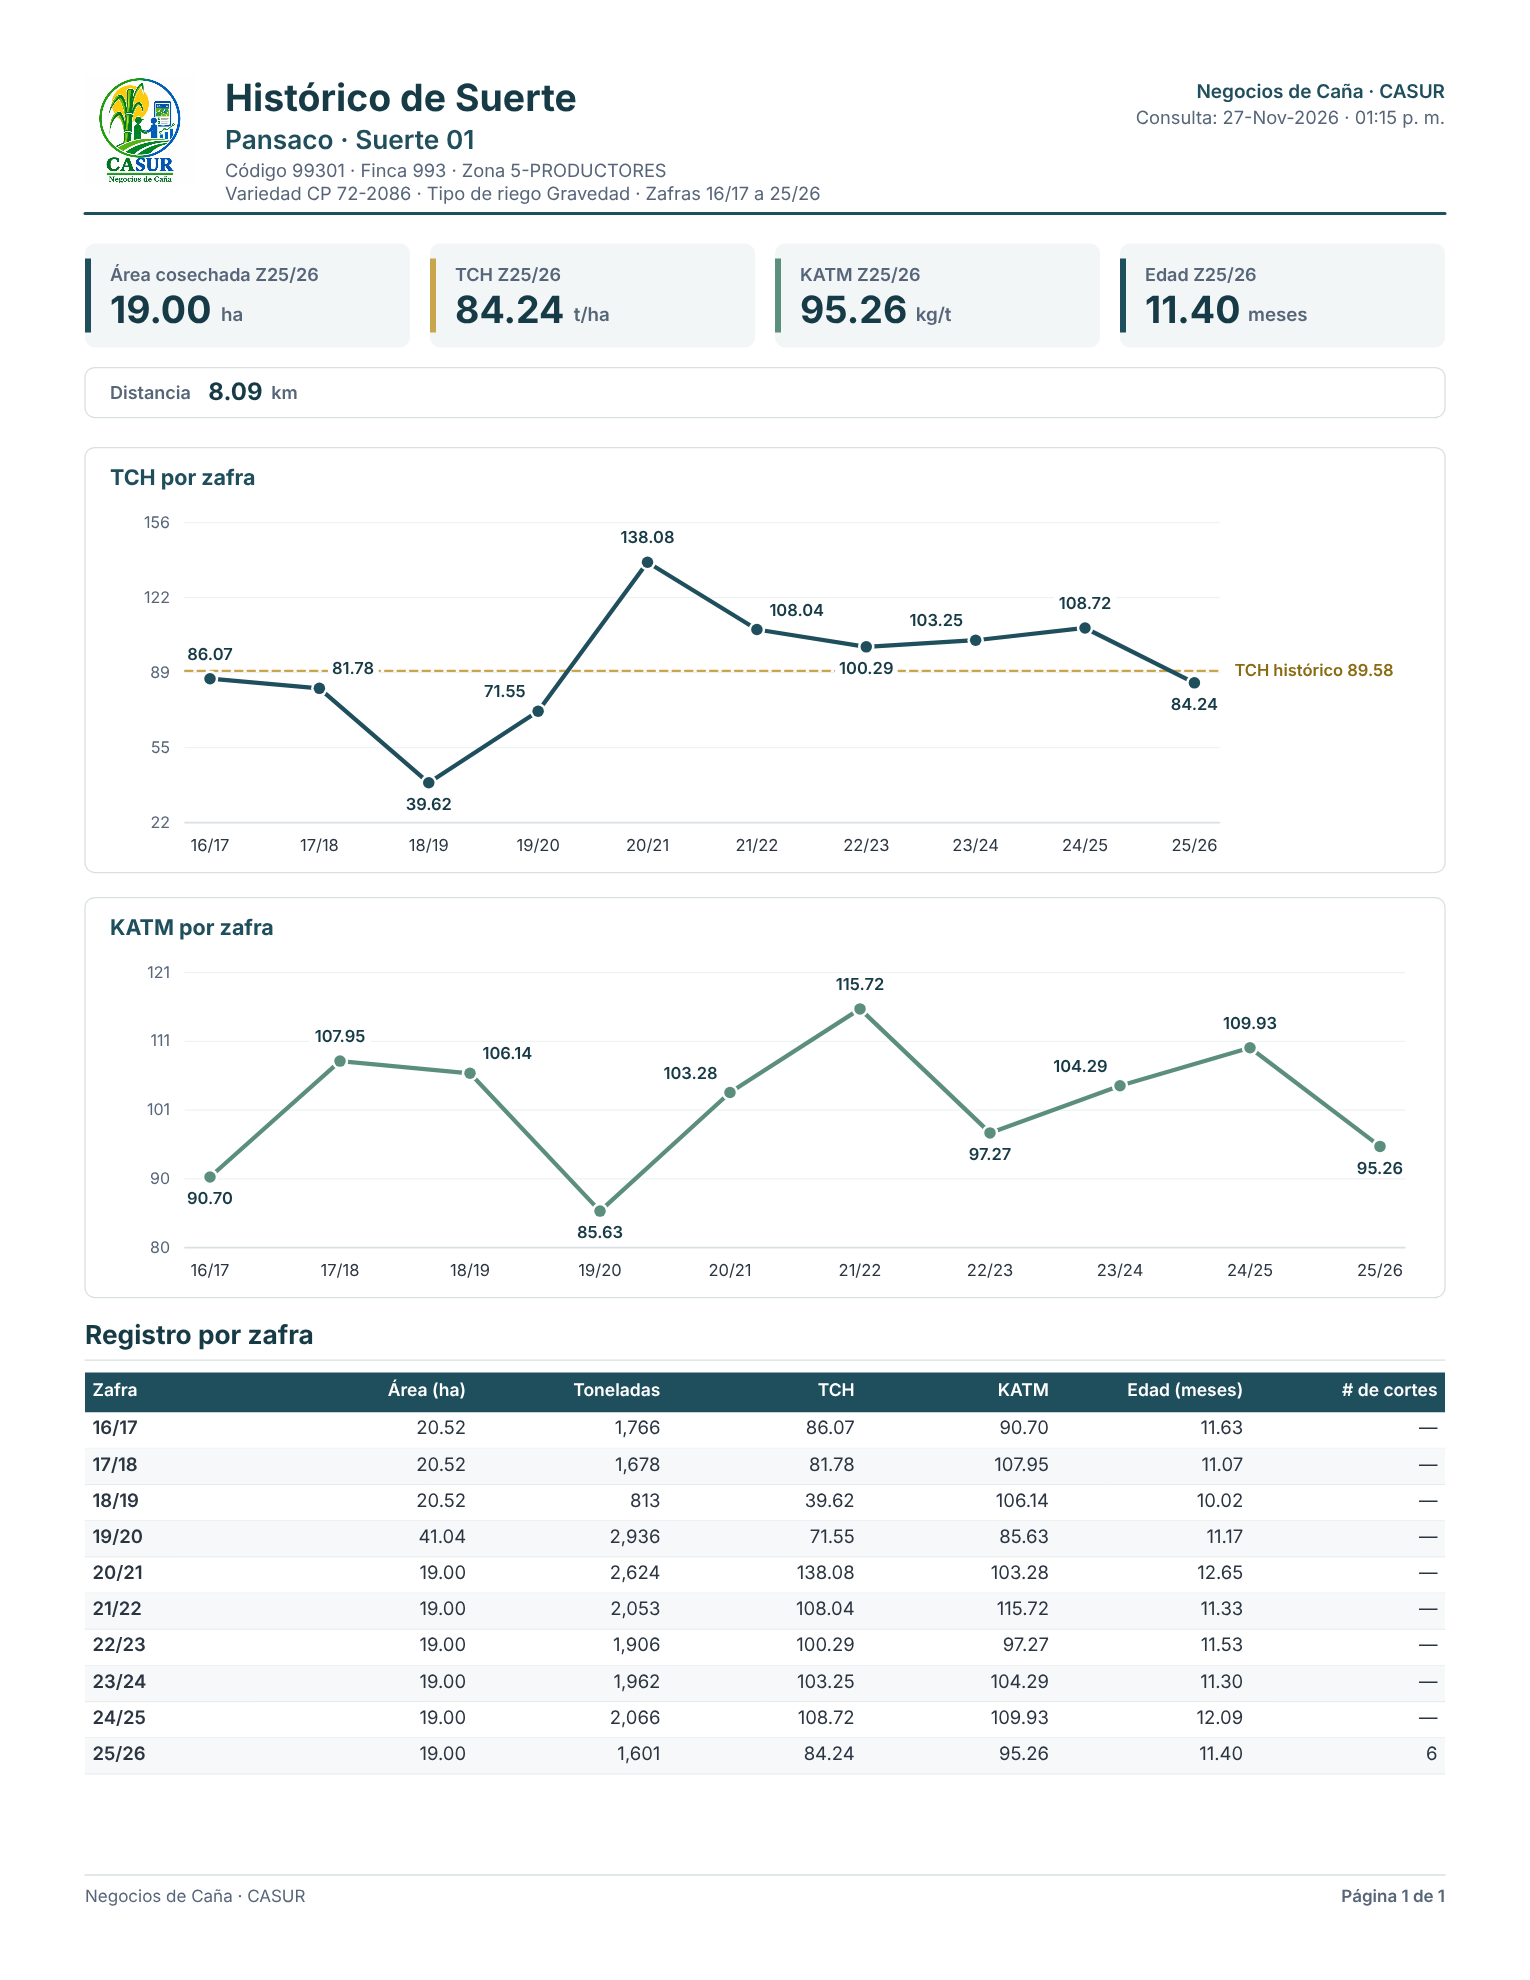 CASUR
Negocios de Caña
Histórico de Suerte
Pansaco · Suerte 01
Código 99301 · Finca 993 · Zona 5-PRODUCTORES
Variedad CP 72-2086 · Tipo de riego Gravedad · Zafras 16/17 a 25/26
Negocios de Caña · CASUR
Consulta: 27-Nov-2026 · 01:15 p. m.
Área cosechada Z25/26
19.00 ha
TCH Z25/26
84.24 t/ha
KATM Z25/26
95.26 kg/t
Edad Z25/26
11.40 meses
Distancia 8.09 km
TCH por zafra
156
138.08
122
108.04
103.25
108.72
86.07
89
81.78
100.29
TCH histórico 89.58
71.55
84.24
55
39.62
22
16/17 17/18 18/19 19/20 20/21 21/22 22/23 23/24 24/25 25/26
KATM por zafra
121
115.72
109.93
107.95
111
106.14
104.29
103.28
101
97.27
95.26
90
90.70
85.63
80
16/17 17/18 18/19 19/20 20/21 21/22 22/23 23/24 24/25 25/26
Registro por zafra
Zafra Área (ha) Toneladas TCH KATM Edad (meses) # de cortes
16/17 20.52 1,766 86.07 90.70 11.63 —
17/18 20.52 1,678 81.78 107.95 11.07 —
18/19 20.52 813 39.62 106.14 10.02 —
19/20 41.04 2,936 71.55 85.63 11.17 —
20/21 19.00 2,624 138.08 103.28 12.65 —
21/22 19.00 2,053 108.04 115.72 11.33 —
22/23 19.00 1,906 100.29 97.27 11.53 —
23/24 19.00 1,962 103.25 104.29 11.30 —
24/25 19.00 2,066 108.72 109.93 12.09 —
25/26 19.00 1,601 84.24 95.26 11.40 6
Negocios de Caña · CASUR
Página 1 de 1